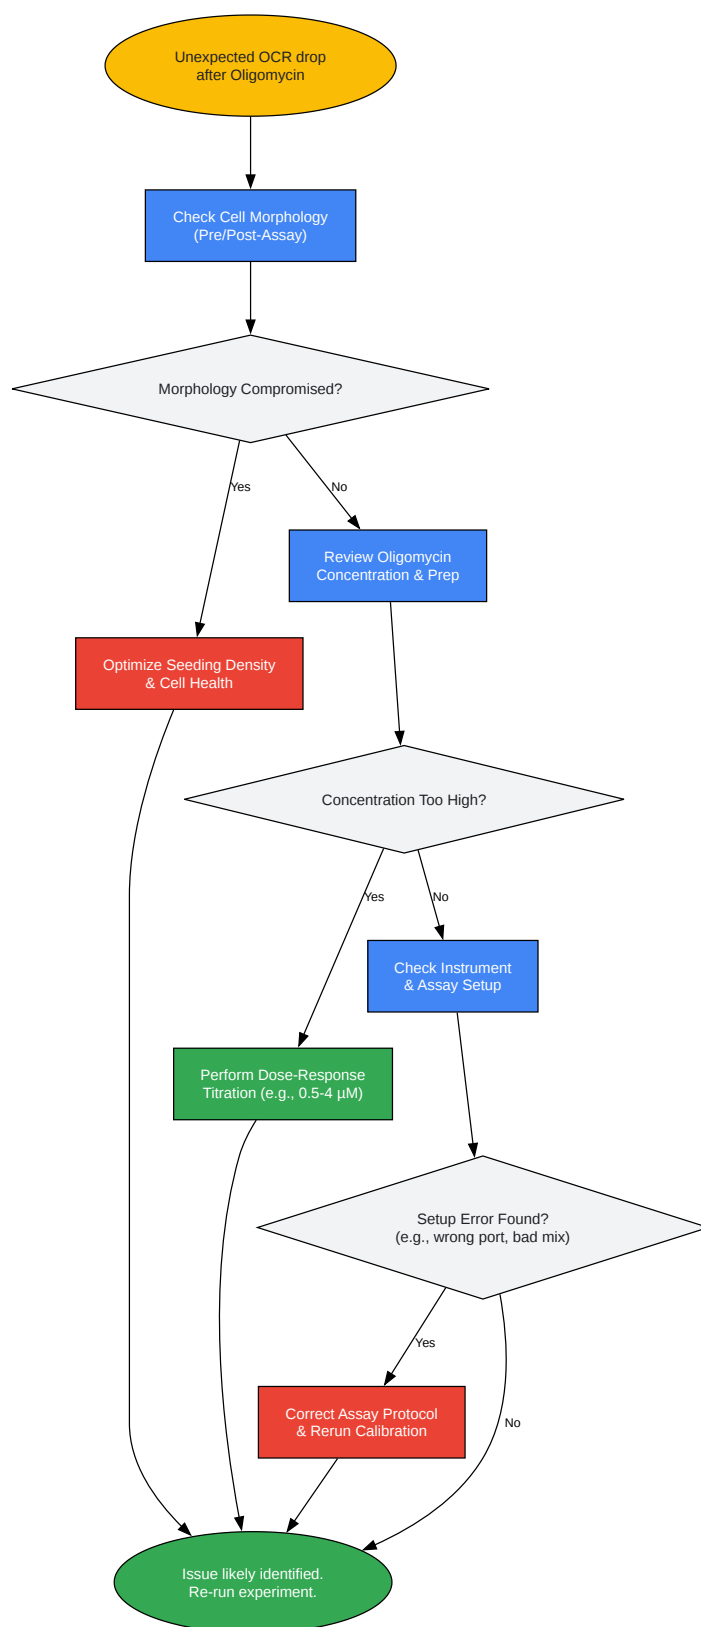 Unexpected OCR drop
after Oligomycin
Check Cell Morphology
(Pre/Post-Assay)
Morphology Compromised?
Yes
No
Review Oligomycin
Concentration & Prep
Optimize Seeding Density
& Cell Health
Concentration Too High?
Yes
No
Check Instrument
& Assay Setup
Perform Dose-Response
Titration (e.g., 0.5-4 µM)
Setup Error Found?
(e.g., wrong port, bad mix)
Yes
Correct Assay Protocol
& Rerun Calibration
No
Issue likely identified.
Re-run experiment.